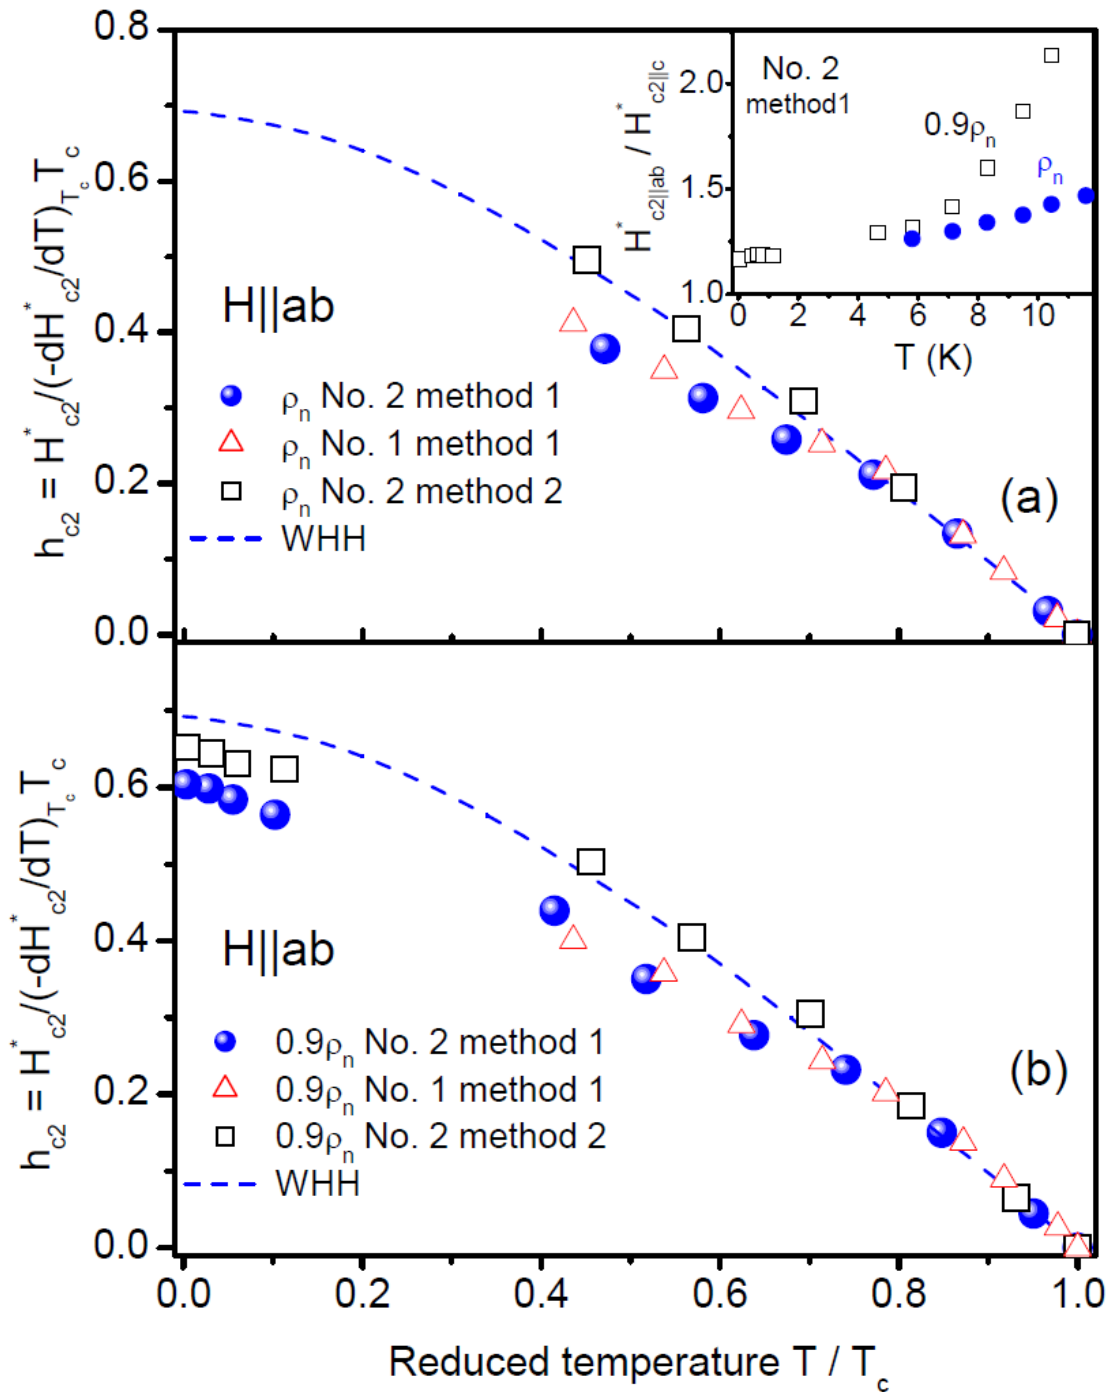 h_c2 = H*_c2/(-dH*_c2/dT)_Tc T_c
0.8
0.6
0.4
0.2
0.0
H||ab
ρ_n No. 2 method 1
ρ_n No. 1 method 1
ρ_n No. 2 method 2
WHH
(a)
H*_c2||ab / H*_c2||c
2.0
1.5
1.0
No. 2
method1
0.9ρ_n
ρ_n
0 2 4 6 8 10
T (K)
h_c2 = H*_c2/(-dH*_c2/dT)_Tc T_c
0.6
0.4
0.2
0.0
H||ab
0.9ρ_n No. 2 method 1
0.9ρ_n No. 1 method 1
0.9ρ_n No. 2 method 2
WHH
(b)
0.0 0.2 0.4 0.6 0.8 1.0
Reduced temperature T / T_c